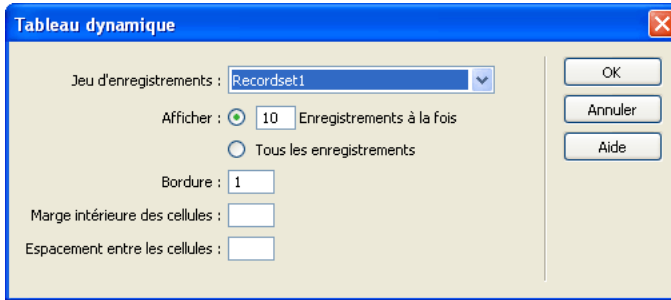 Tableau dynamique
Jeu d'enregistrements : Recordset1
OK
Afficher : 10 Enregistrements à la fois
Annuler
Tous les enregistrements
Aide
Bordure : 1
Marge intérieure des cellules :
Espacement entre les cellules :